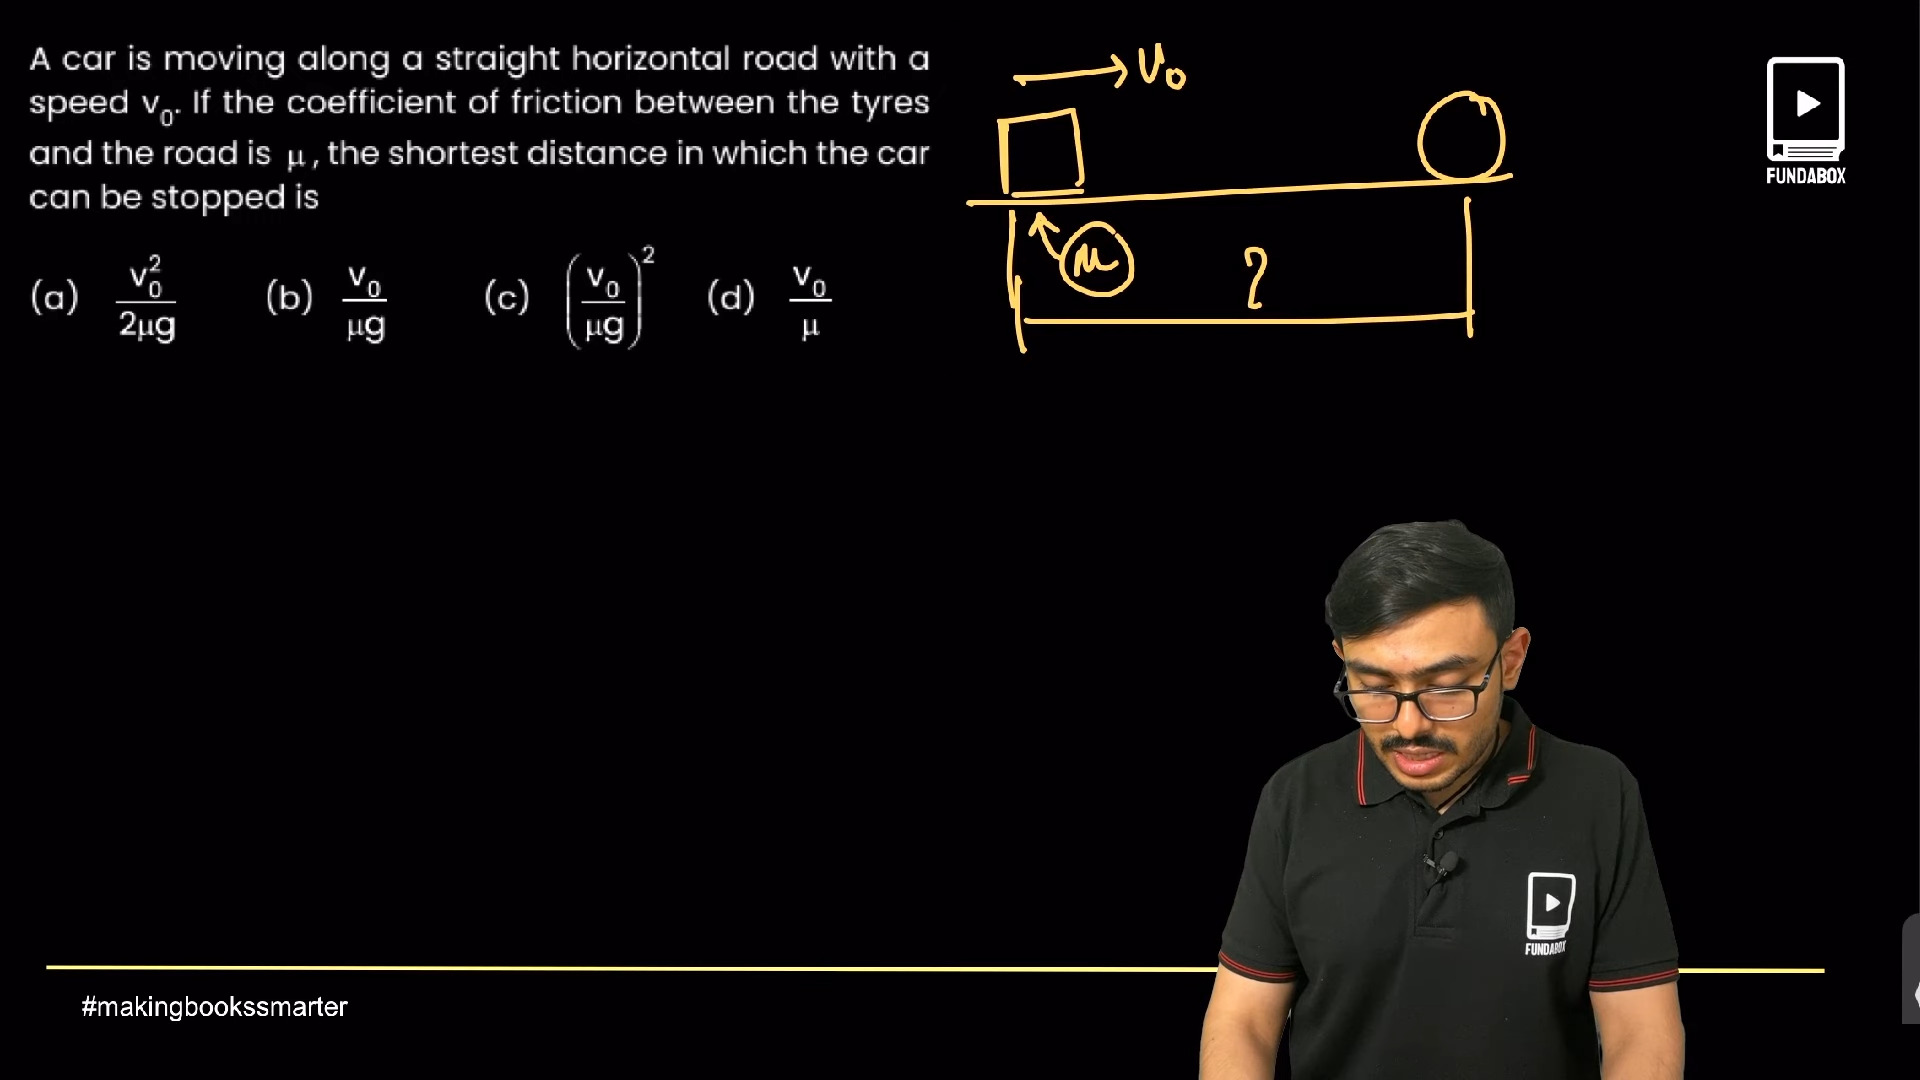 A car is moving along a straight horizontal road with a
speed v₀. If the coefficient of friction between the tyres
and the road is μ, the shortest distance in which the car
can be stopped is
(a) v₀²/2μg (b) v₀/μg (c) (v₀/μg)² (d) v₀/μ
v₀
μ
?
FUNDABOX
FUNDABOX
#makingbookssmarter